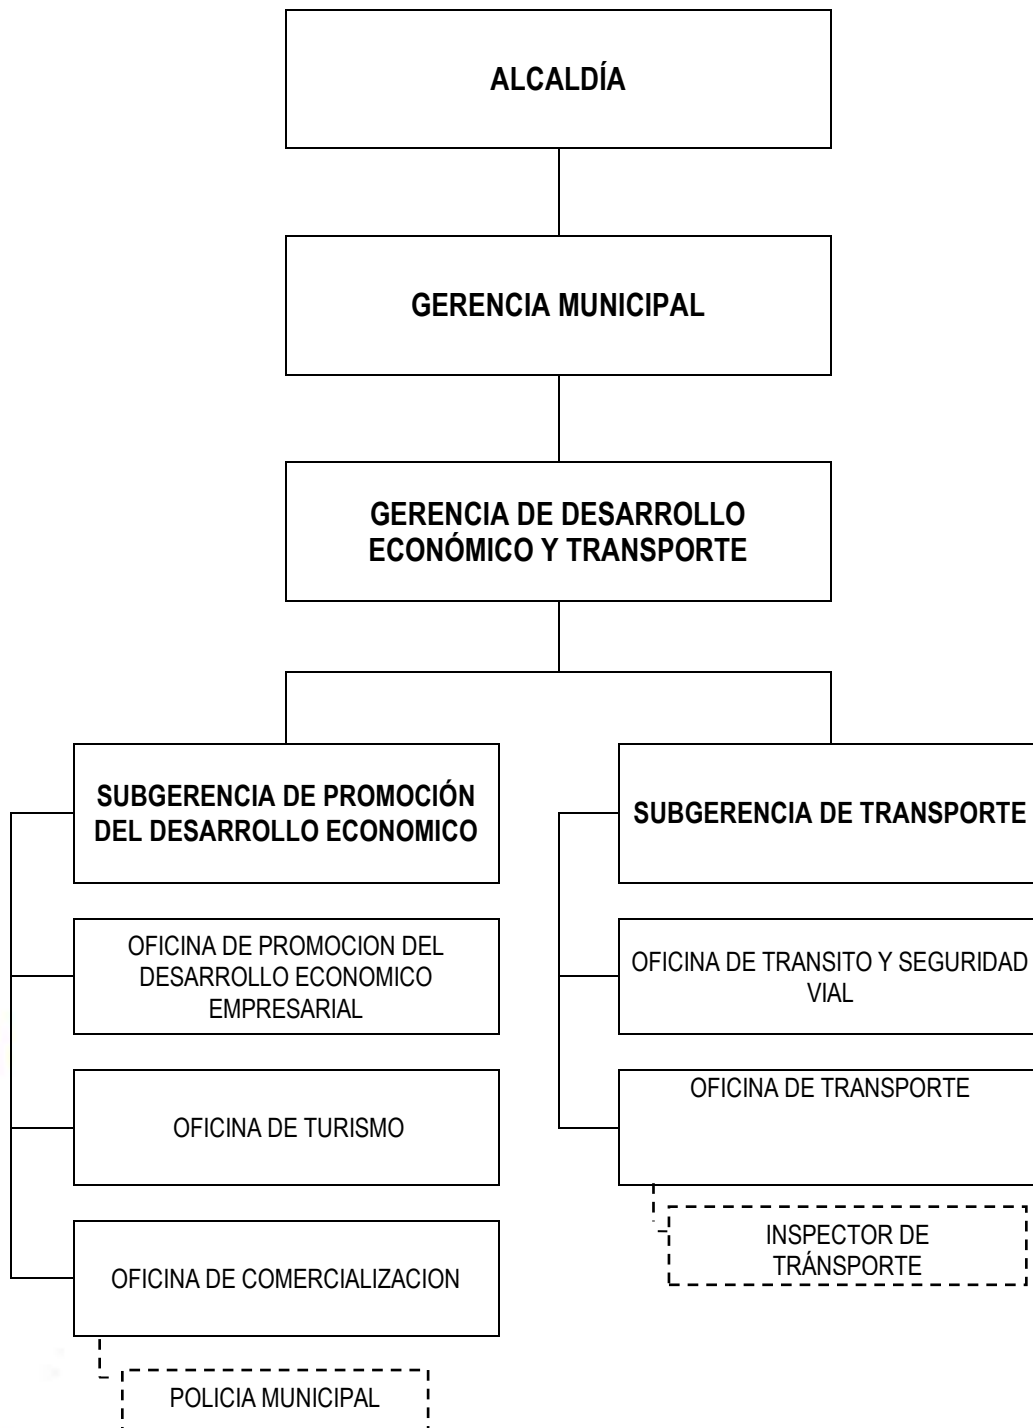 ALCALDÍA
GERENCIA MUNICIPAL
GERENCIA DE DESARROLLO
ECONÓMICO Y TRANSPORTE
SUBGERENCIA DE PROMOCIÓN
DEL DESARROLLO ECONOMICO
OFICINA DE PROMOCION DEL
DESARROLLO ECONOMICO
EMPRESARIAL
OFICINA DE TURISMO
OFICINA DE COMERCIALIZACION
POLICIA MUNICIPAL
SUBGERENCIA DE TRANSPORTE
OFICINA DE TRANSITO Y SEGURIDAD
VIAL
OFICINA DE TRANSPORTE
INSPECTOR DE
TRÁNSPORTE